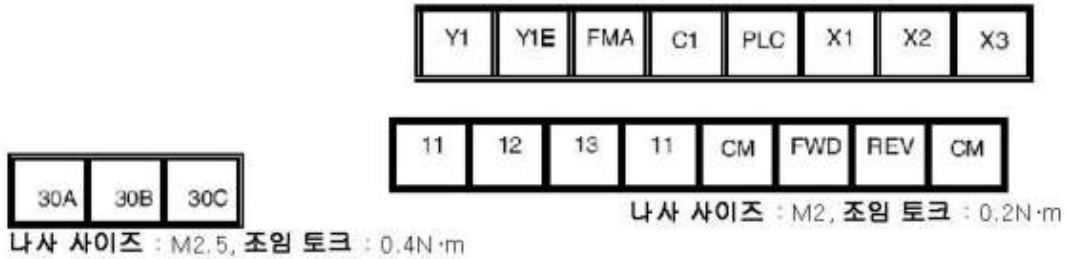 Y1 Y1E FMA C1 PLC X1 X2 X3
11 12 13 11 CM FWD REV CM
30A 30B 30C
나사 사이즈 : M2, 조임 토크 : 0.2N·m
나사 사이즈 : M2.5, 조임 토크 : 0.4N·m